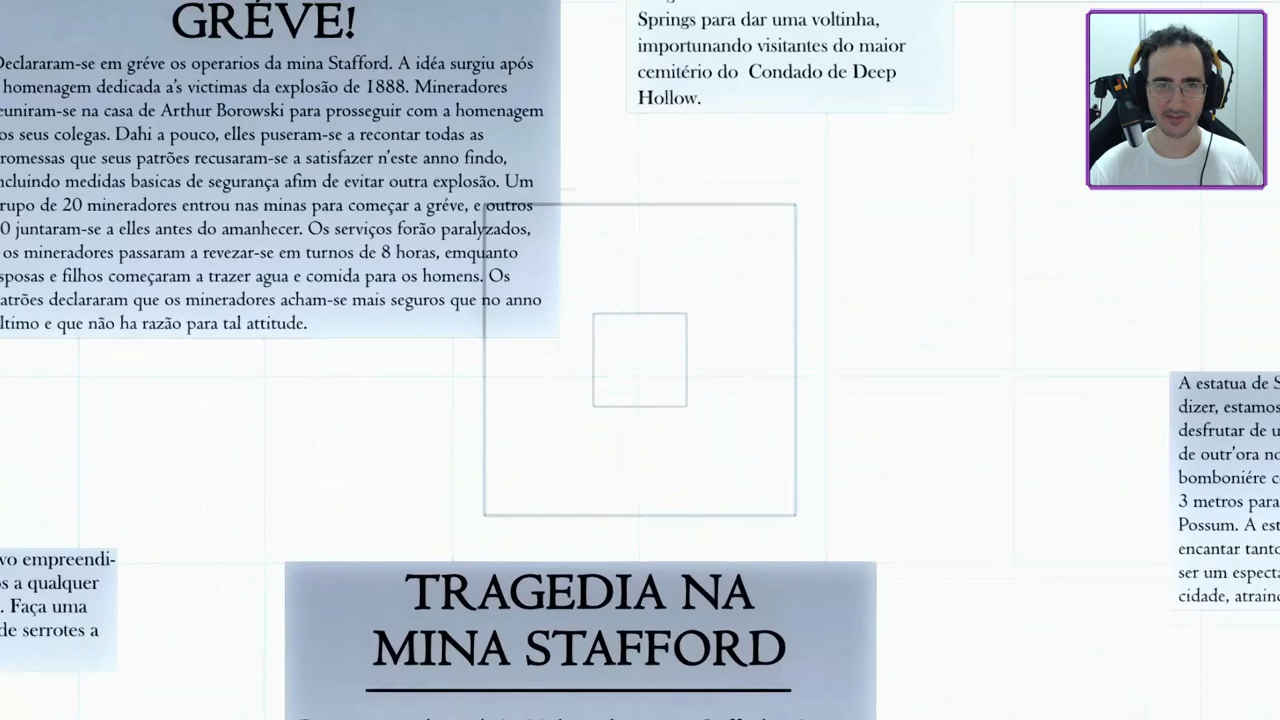 GRÉVE!
Declararam-se em gréve os operarios da mina Stafford. A idéa surgiu após
homenagem dedicada a's victimas da explosão de 1888. Mineradores
reuniram-se na casa de Arthur Borowski para prosseguir com a homenagem
aos seus colegas. Dahi a pouco, elles puseram-se a recontar todas as
promessas que seus patrões recusaram-se a satisfazer n'este anno findo,
incluindo medidas basicas de segurança afim de evitar outra explosão. Um
grupo de 20 mineradores entrou nas minas para começar a gréve, e outros
0 juntaram-se a elles antes do amanhecer. Os serviços forão paralyzados,
os mineradores passaram a revezar-se em turnos de 8 horas, emquanto
esposas e filhos começaram a trazer agua e comida para os homens. Os
patrões declararam que os mineradores acham-se mais seguros que no anno
último e que não ha razão para tal attitude.
Springs para dar uma voltinha,
importunando visitantes do maior
cemitério do Condado de Deep
Hollow.
A estatua de S
dizer, estamos
desfrutar de u
de outr'ora no
bomboniére c
3 metros para
Possum. A est
encantar tanto
ser um especta
cidade, atrain
vo empreendi-
os a qualquer
. Faça uma
de serrotes a
TRAGEDIA NA
MINA STAFFORD